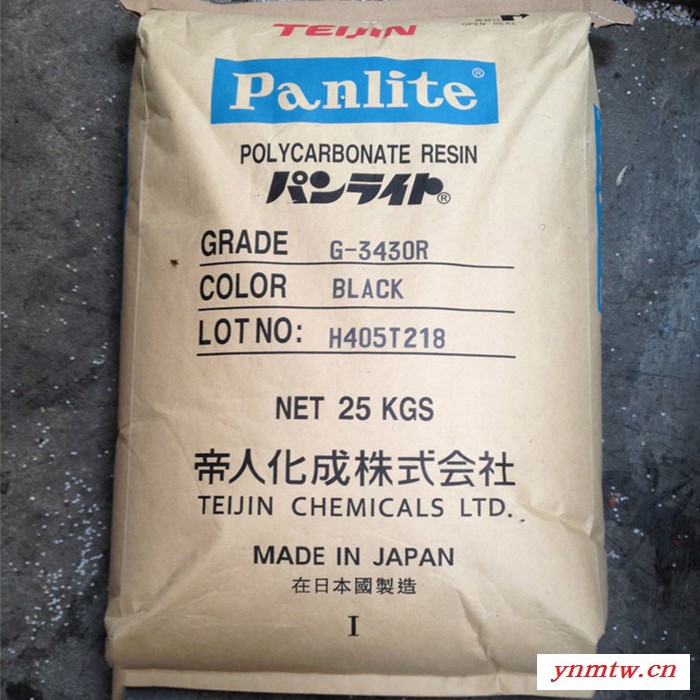 TEIJIN
OPEN HERE
Panlite®
POLYCARBONATE RESIN
パンライト®
GRADE G-3430R
COLOR BLACK
LOT NO: H405T218
NET 25 KGS
帝人化成株式会社
TEIJIN CHEMICALS LTD.
MADE IN JAPAN
在日本國製造
I
ynmtw.cn